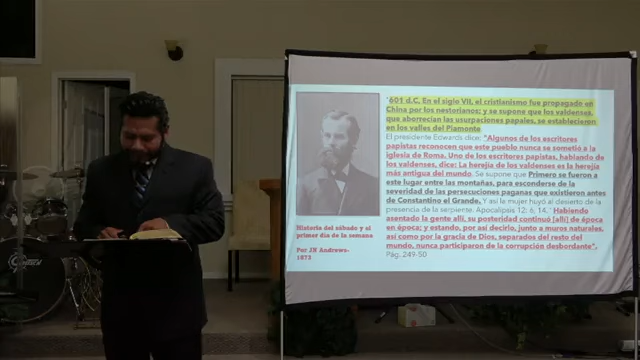 "601 d.C. En el siglo VII, el cristianismo fue propagado en
China por los nestorianos; y se supone que los valdenses,
que aborrecían las usurpaciones papales, se establecieron
en los valles del Piamonte.
El presidente Edwards dice: "Algunos de los escritores
papistas reconocen que este pueblo nunca se sometió a la
iglesia de Roma. Uno de los escritores papistas, hablando de
los valdenses, dice: La herejía de los valdenses es la herejía
más antigua del mundo. Se supone que Primero se fueron a
este lugar entre las montañas, para esconderse de la
severidad de las persecuciones paganas que existieron antes
de Constantino el Grande. Y así la mujer huyó al desierto de la
presencia de la serpiente. Apocalipsis 12: 6, 14. 'Habiendo
asentado la gente allí, su posteridad continuó [allí] de época
en época; y estando, por así decirlo, junto a muros naturales,
así como por la gracia de Dios, separados del resto del
mundo, nunca participaron de la corrupción desbordante",
Pág. 249-50
Historia del sábado y el
primer día de la semana
Por JN Andrews-
1873